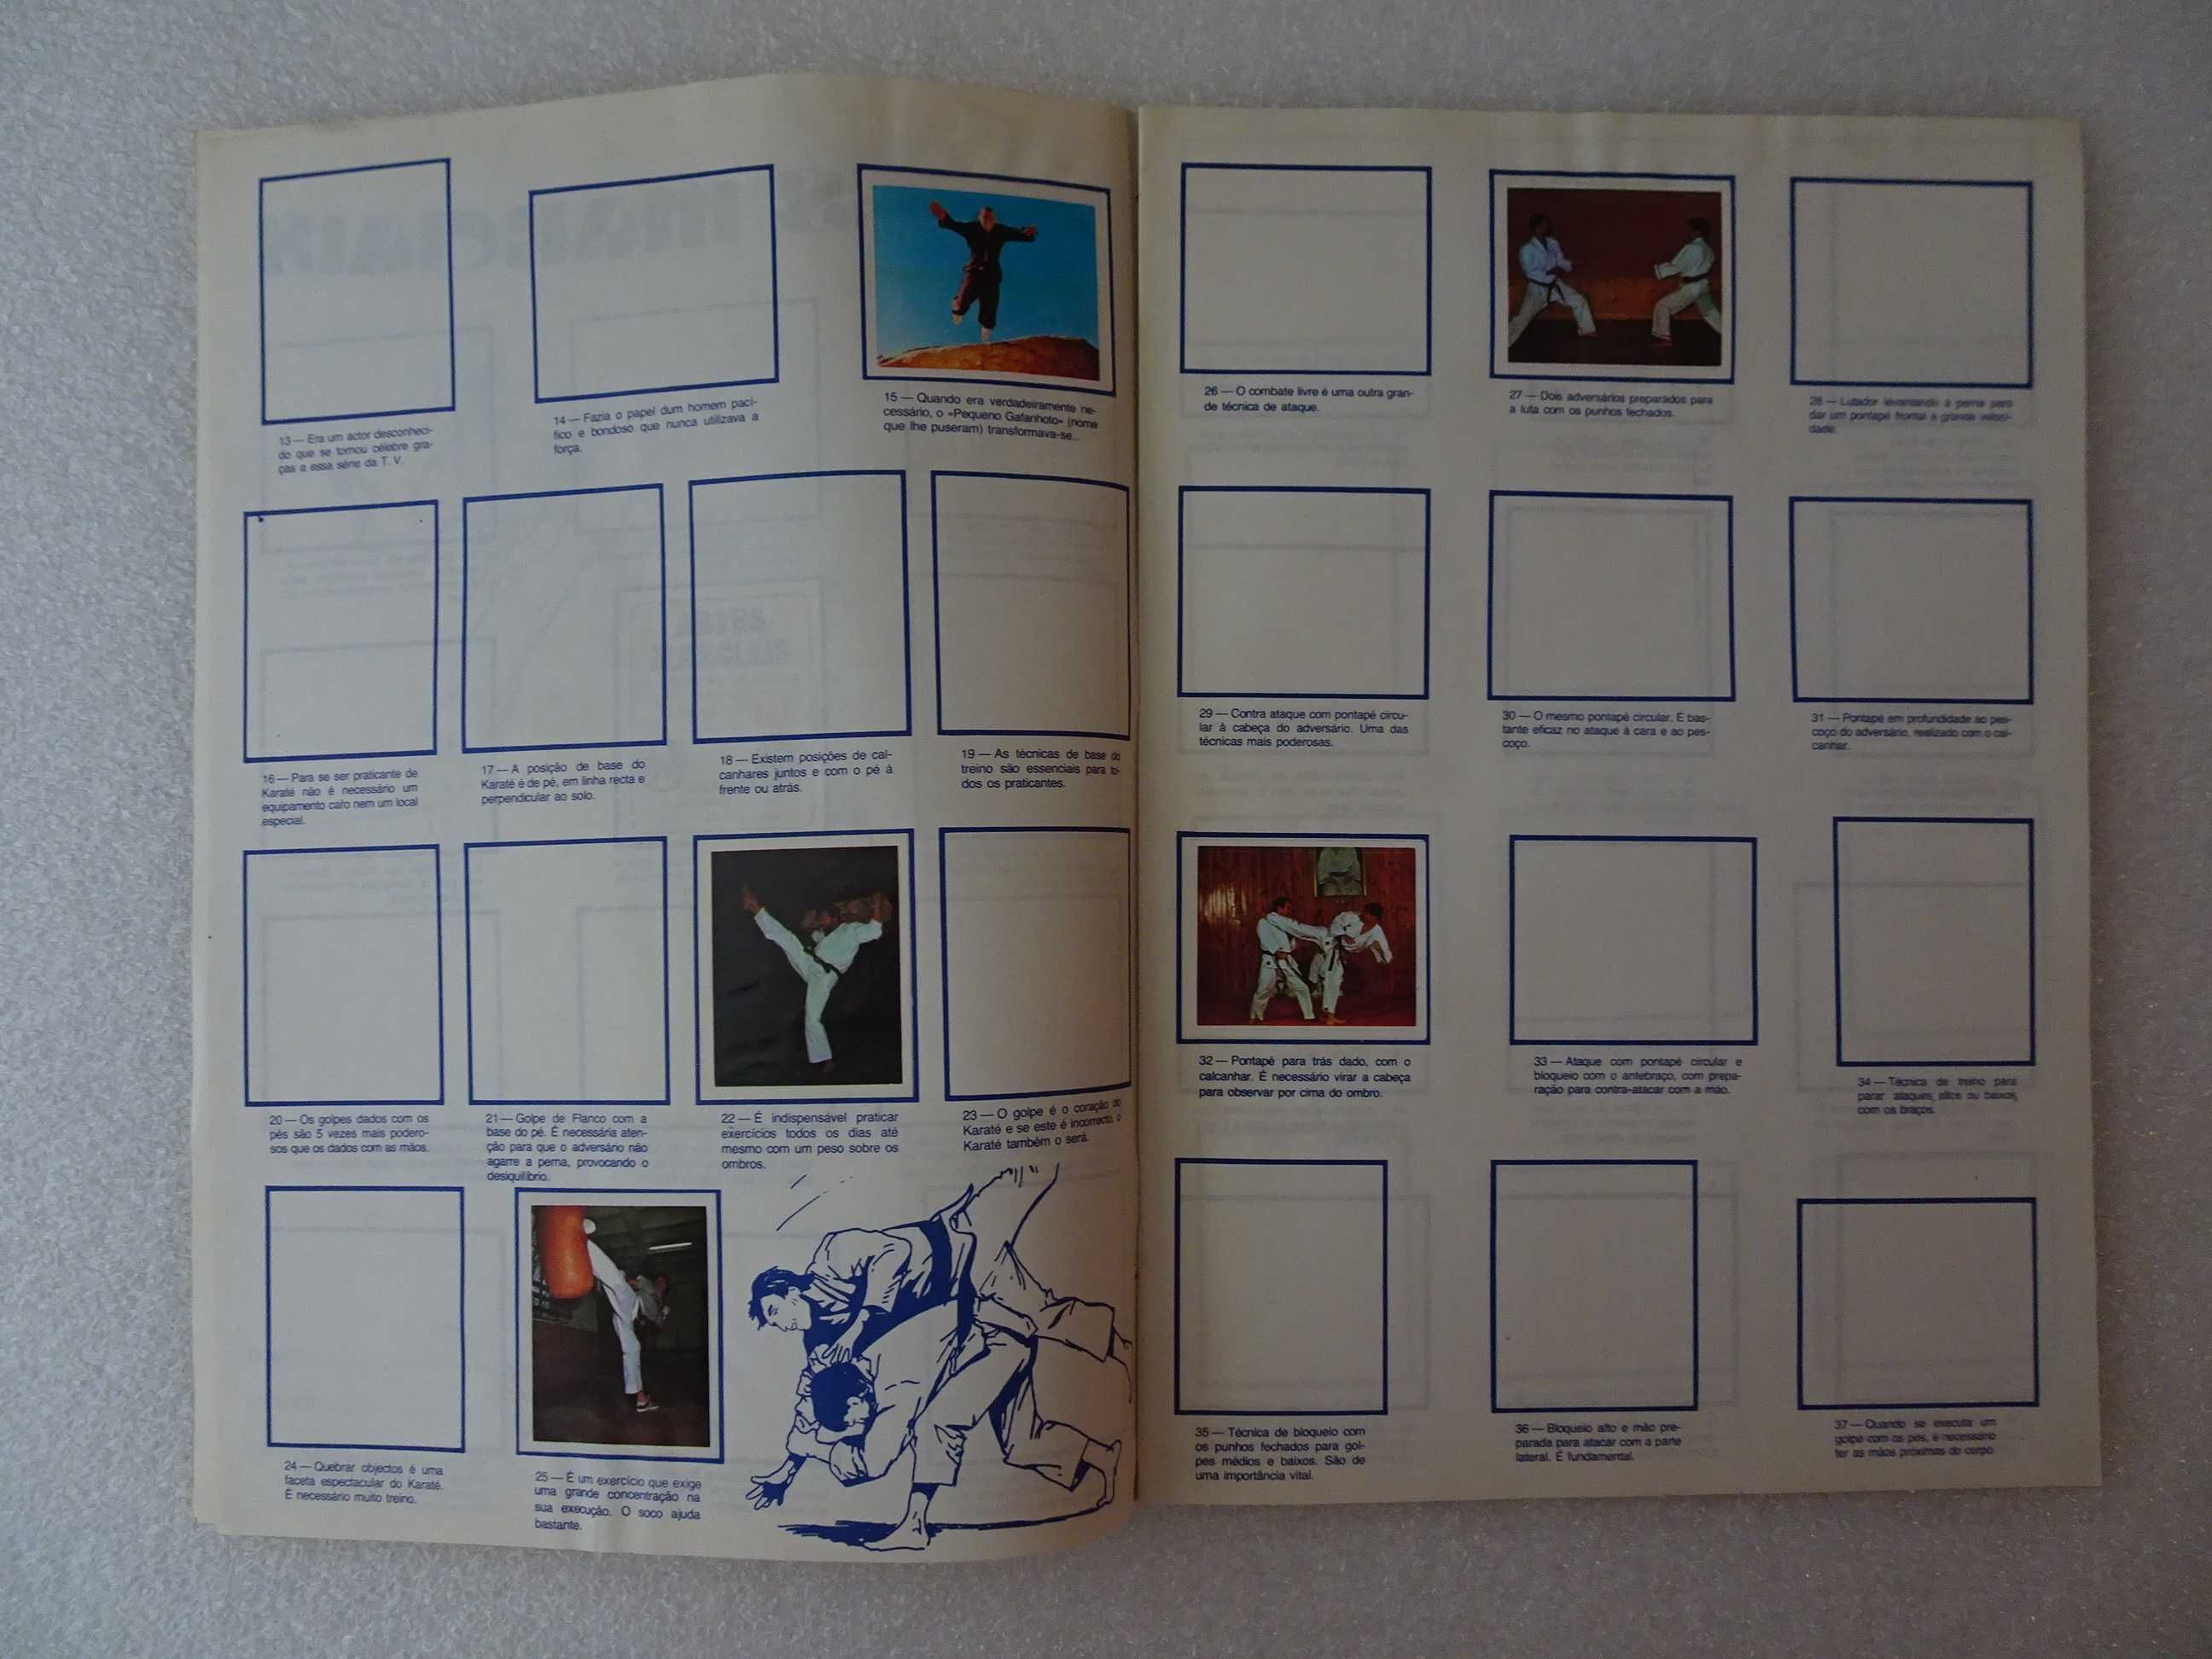 13 — Era um actor desconheci-
do que se tornou célebre gra-
ças a essa série da T. V.
14 — Fazia o papel dum homem pací-
fico e bondoso que nunca utilizava a
força.
15 — Quando era verdadeiramente ne-
cessário, o «Pequeno Gafanhoto» (nome
que lhe puseram) transformava-se...
16 — Para se ser praticante de
Karaté não é necessário um
equipamento caro nem um local
especial.
17 — A posição de base do
Karaté é de pé, em linha recta e
perpendicular ao solo.
18 — Existem posições de cal-
canhares juntos e com o pé à
frente ou atrás.
19 — As técnicas de base do
treino são essenciais para to-
dos os praticantes.
20 — Os golpes dados com os
pés são 5 vezes mais podero-
sos que os dados com as mãos.
21 — Golpe de Flanco com a
base do pé. É necessária aten-
ção para que o adversário não
agarre a perna, provocando o
desiquilíbrio.
22 — É indispensável praticar
exercícios todos os dias até
mesmo com um peso sobre os
ombros.
23 — O golpe é o coração do
Karaté e se este é incorrecto, o
Karaté também o será.
24 — Quebrar objectos é uma
faceta espectacular do Karaté.
É necessário muito treino.
25 — É um exercício que exige
uma grande concentração na
sua execução. O soco ajuda
bastante.
26 — O combate livre é uma outra gran-
de técnica de ataque.
27 — Dois adversários preparados para
a luta com os punhos fechados.
28 — Lutador levantando a perna para
dar um pontapé frontal a grande veloci-
dade.
29 — Contra ataque com pontapé circu-
lar à cabeça do adversário. Uma das
técnicas mais poderosas.
30 — O mesmo pontapé circular. É bas-
tante eficaz no ataque à cara e ao pes-
coço.
31 — Pontapé em profundidade ao pes-
coço do adversário, realizado com o cal-
canhar.
32 — Pontapé para trás dado, com o
calcanhar. É necessário virar a cabeça
para observar por cima do ombro.
33 — Ataque com pontapé circular e
bloqueio com o antebraço, com prepa-
ração para contra-atacar com a mão.
34 — Técnica de treino para
parar ataques, altos ou baixos,
com os braços.
35 — Técnica de bloqueio com
os punhos fechados para gol-
pes médios e baixos. São de
uma importância vital.
36 — Bloqueio alto e mão pre-
parada para atacar com a parte
lateral. É fundamental.
37 — Quando se executa um
golpe com os pés, é necessário
ter as mãos próximas do corpo.